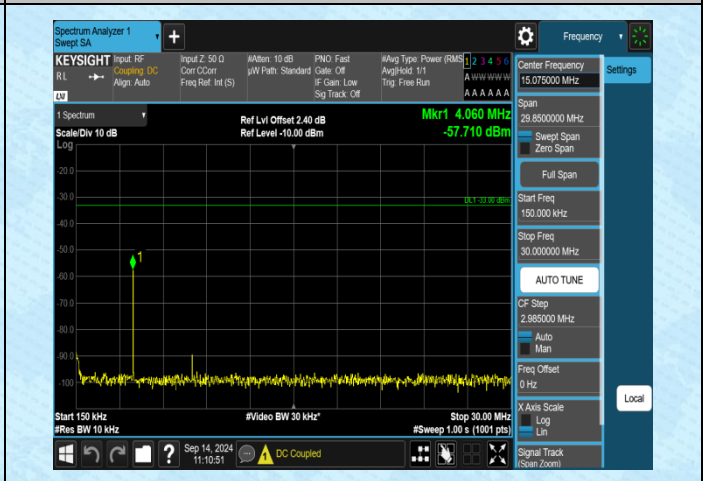 Spectrum Analyzer 1
Swept SA
Frequency
KEYSIGHT
RL
LXI
Input: RF
Coupling: DC
Align: Auto
Input Z: 50 Ω
Corr CCorr
Freq Ref: Int (S)
#Atten: 10 dB
µW Path: Standard
PNO: Fast
Gate: Off
IF Gain: Low
Sig Track: Off
#Avg Type: Power (RMS
Avg|Hold: 1/1
Trig: Free Run
1 2 3 4 5 6
A W W W W W
A A A A A A
1 Spectrum
Scale/Div 10 dB
Log
Ref Lvl Offset 2.40 dB
Ref Level -10.00 dBm
Mkr1 4.060 MHz
-57.710 dBm
-20.0
-30.0
DL1 -33.00 dBm
-40.0
-50.0
1
-60.0
-70.0
-80.0
-90.0
-100
Start 150 kHz
#Video BW 30 kHz*
Stop 30.00 MHz
#Res BW 10 kHz
#Sweep 1.00 s (1001 pts)
Sep 14, 2024
11:10:51
DC Coupled
Center Frequency
15.075000 MHz
Settings
Span
29.8500000 MHz
Swept Span
Zero Span
Full Span
Start Freq
150.000 kHz
Stop Freq
30.000000 MHz
AUTO TUNE
CF Step
2.985000 MHz
Auto
Man
Freq Offset
0 Hz
X Axis Scale
Log
Lin
Local
Signal Track
(Span Zoom)